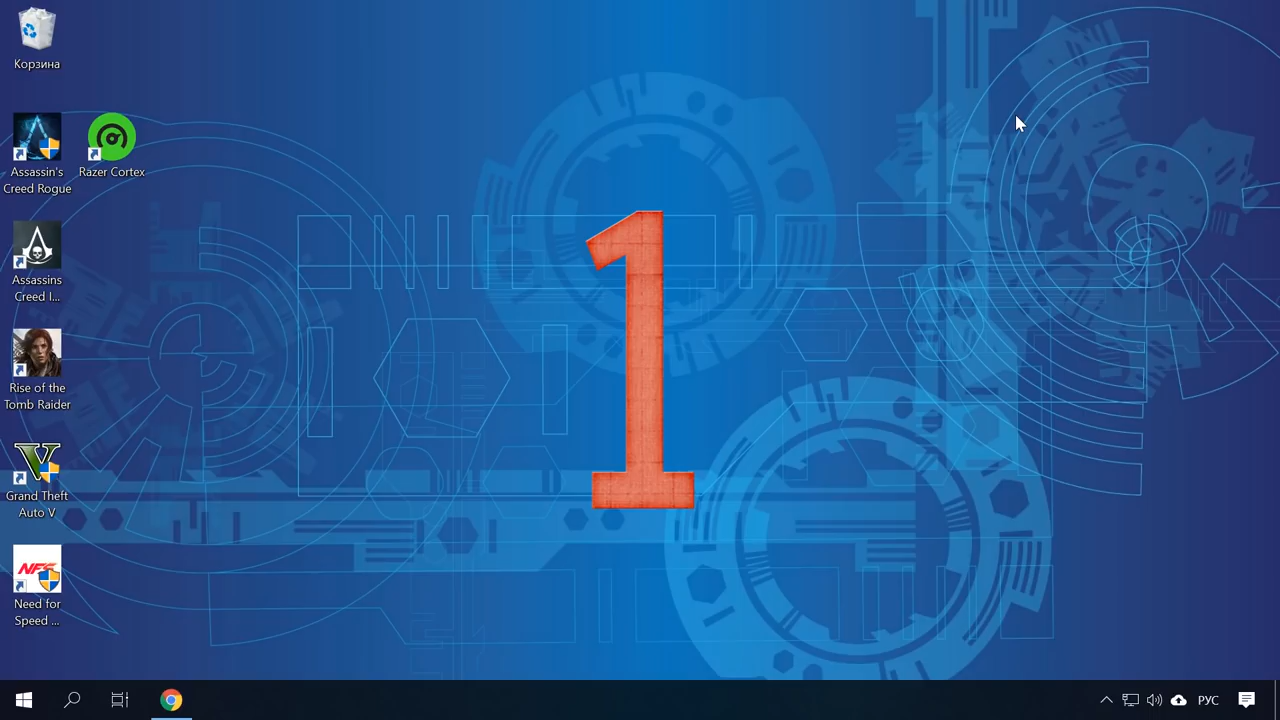 Корзина
Assassin's
Creed Rogue
Razer Cortex
Assassins
Creed I...
Rise of the
Tomb Raider
Grand Theft
Auto V
NFS
Need for
Speed ...
1
РУС